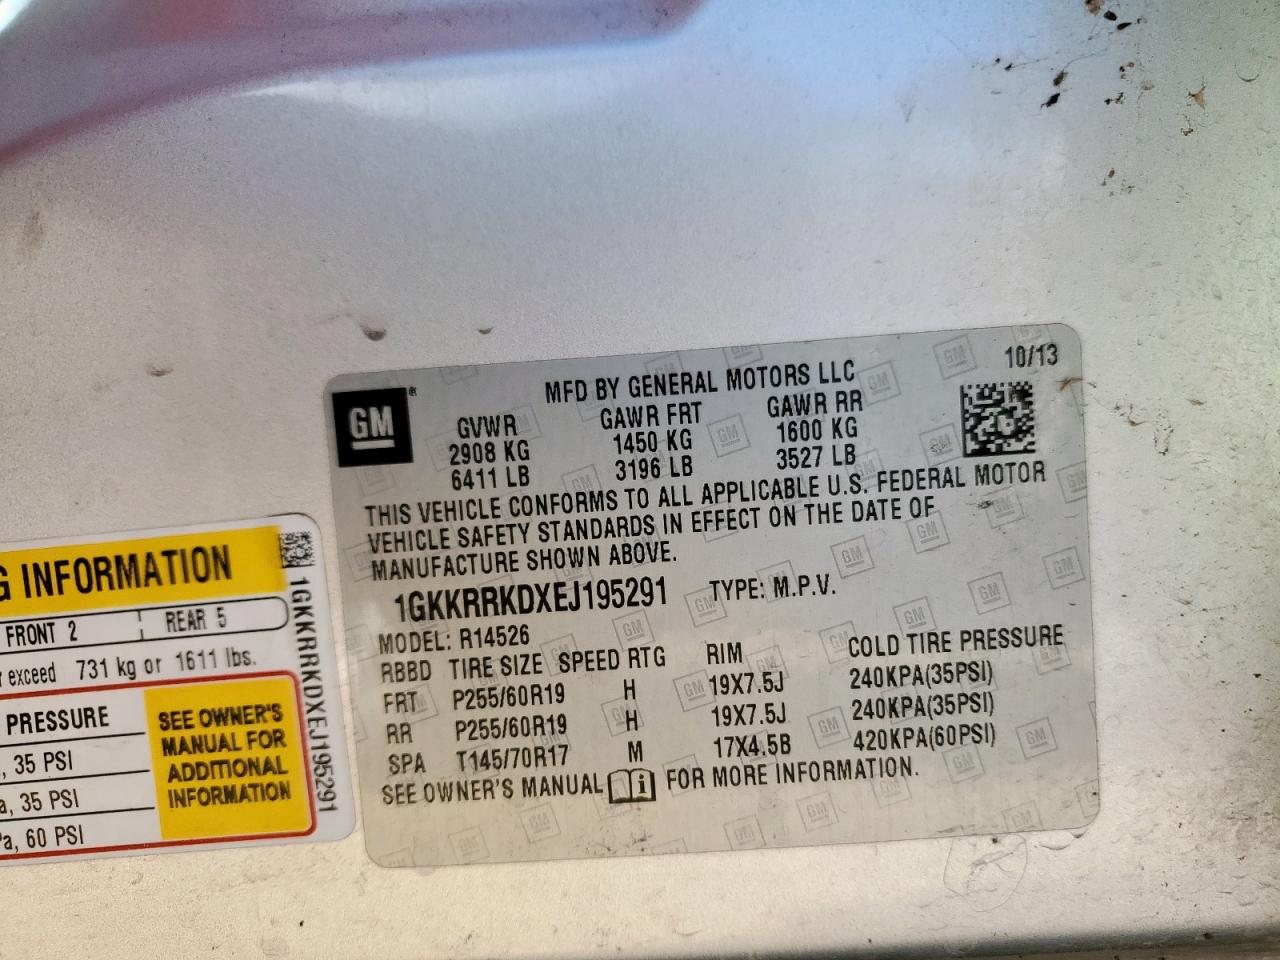 GM ®
MFD BY GENERAL MOTORS LLC
10/13
GVWR GAWR FRT GAWR RR
2908 KG 1450 KG 1600 KG
6411 LB 3196 LB 3527 LB
THIS VEHICLE CONFORMS TO ALL APPLICABLE U.S. FEDERAL MOTOR
VEHICLE SAFETY STANDARDS IN EFFECT ON THE DATE OF
MANUFACTURE SHOWN ABOVE.
1GKKRRKDXEJ195291 TYPE: M.P.V.
MODEL: R14526
RBBD TIRE SIZE SPEED RTG RIM COLD TIRE PRESSURE
FRT P255/60R19 H 19X7.5J 240KPA(35PSI)
RR P255/60R19 H 19X7.5J 240KPA(35PSI)
SPA T145/70R17 M 17X4.5B 420KPA(60PSI)
SEE OWNER'S MANUAL i FOR MORE INFORMATION.
G INFORMATION
FRONT 2 REAR 5
r exceed 731 kg or 1611 lbs.
PRESSURE
, 35 PSI
a, 35 PSI
Pa, 60 PSI
SEE OWNER'S
MANUAL FOR
ADDITIONAL
INFORMATION
1GKKRRKDXEJ195291